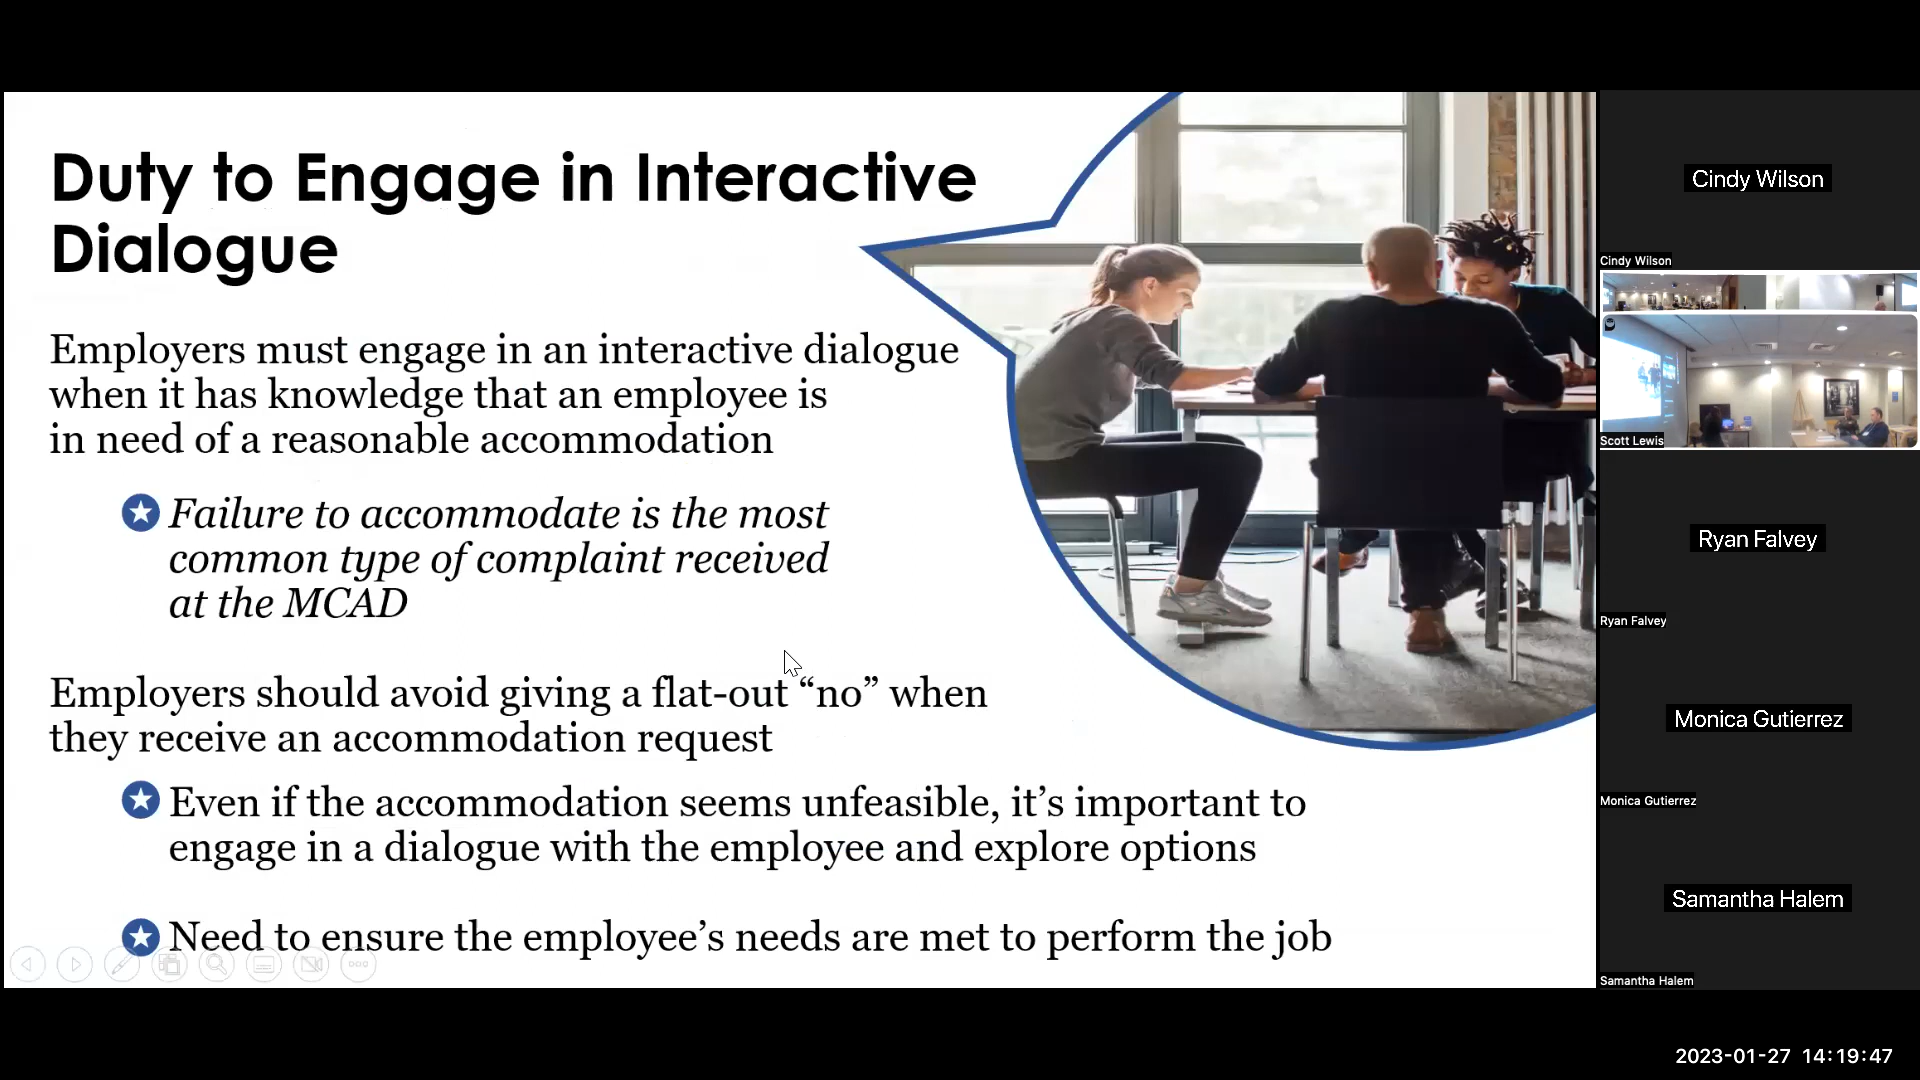 Duty to Engage in Interactive
Dialogue
Employers must engage in an interactive dialogue
when it has knowledge that an employee is
in need of a reasonable accommodation
Failure to accommodate is the most
common type of complaint received
at the MCAD
Employers should avoid giving a flat-out “no” when
they receive an accommodation request
Even if the accommodation seems unfeasible, it’s important to
engage in a dialogue with the employee and explore options
Need to ensure the employee’s needs are met to perform the job
Cindy Wilson
Cindy Wilson
Scott Lewis
Ryan Falvey
Ryan Falvey
Monica Gutierrez
Monica Gutierrez
Samantha Halem
Samantha Halem
2023-01-27 14:19:47